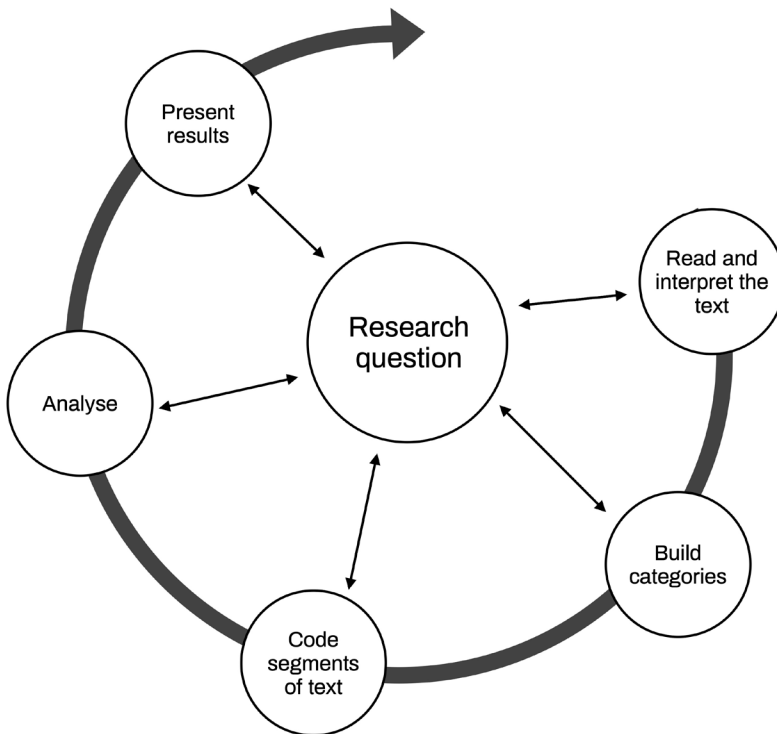 Present
results
Read and
interpret the
text
Research
question
Analyse
Build
categories
Code
segments
of text